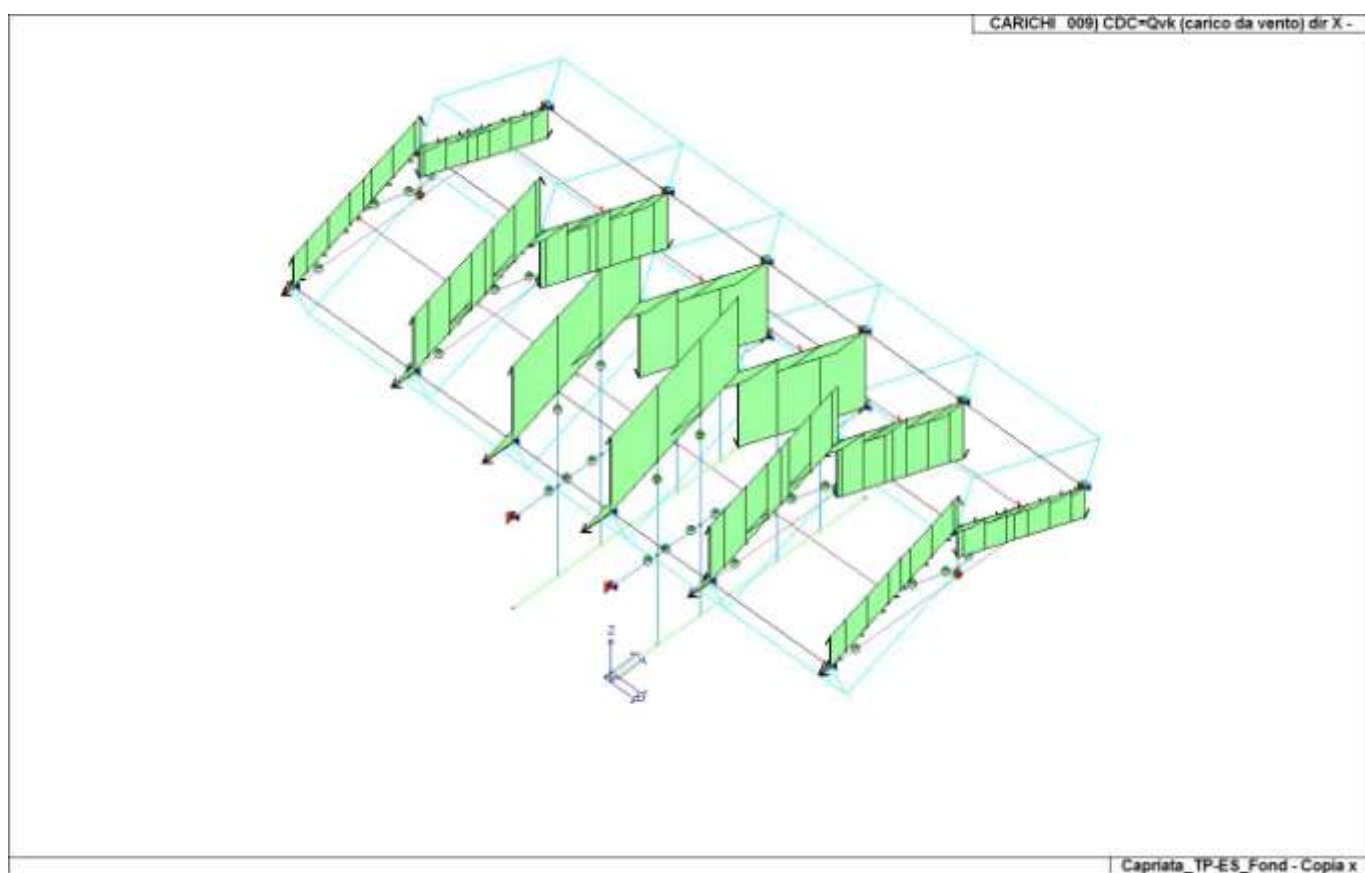 CARICHI 009) CDC=Qvk (carico da vento) dir X -
Z
Capriata_TP-ES_Fond - Copia x